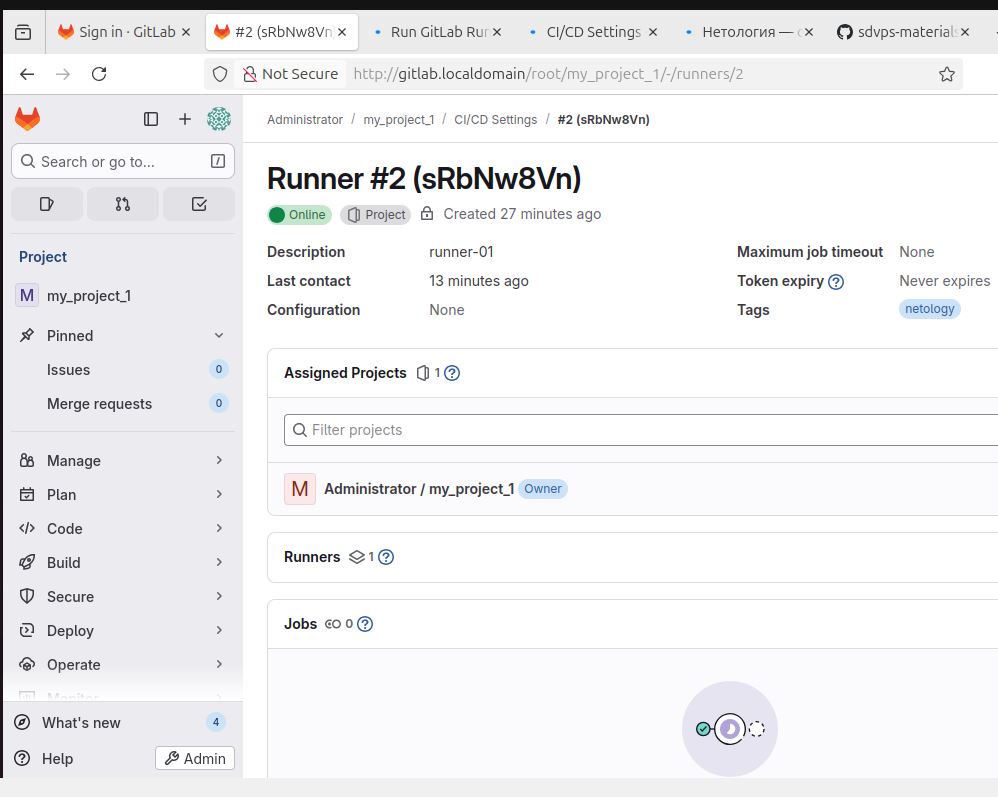 Sign in · GitLab
#2 (sRbNw8Vn
Run GitLab Run
CI/CD Settings
Нетология — с
sdvps-materials
Not Secure
http://gitlab.localdomain/root/my_project_1/-/runners/2
Administrator / my_project_1 / CI/CD Settings / #2 (sRbNw8Vn)
Search or go to...
/
Runner #2 (sRbNw8Vn)
Online Project Created 27 minutes ago
Project
M my_project_1
Pinned
Issues 0
Merge requests 0
Manage
Plan
Code
Build
Secure
Deploy
Operate
Monitor
What's new 4
Help Admin
Description runner-01
Last contact 13 minutes ago
Configuration None
Maximum job timeout None
Token expiry ? Never expires
Tags netology
Assigned Projects 1 ?
Filter projects
M Administrator / my_project_1 Owner
Runners 1 ?
Jobs 0 ?